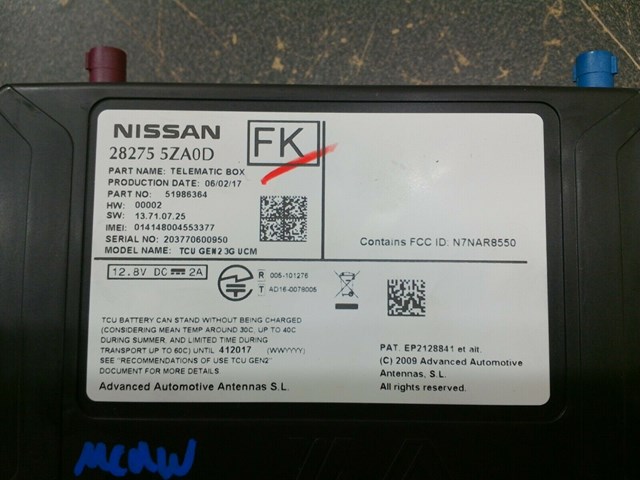 NISSAN
28275 5ZA0D
FK
PART NAME: TELEMATIC BOX
PRODUCTION DATE: 06/02/17
PART NO: 51986364
HW: 00002
SW: 13.71.07.25
IMEI: 014148004553377
SERIAL NO: 203770600950
MODEL NAME: TCU GEN2 3G UCM
Contains FCC ID: N7NAR8550
12.8V DC 2A
R 005-101276
T AD16-0076005
TCU BATTERY CAN STAND WITHOUT BEING CHARGED
(CONSIDERING MEAN TEMP AROUND 30C, UP TO 40C
DURING SUMMER, AND LIMITED TIME DURING
TRANSPORT UP TO 60C) UNTIL 412017 (WWYYYY)
SEE "RECOMMENDATIONS OF USE TCU GEN2"
DOCUMENT FOR MORE DETAILS
Advanced Automotive Antennas S.L.
PAT. EP2128841 et alt.
(C) 2009 Advanced Automotive
Antennas, S.L.
All rights reserved.